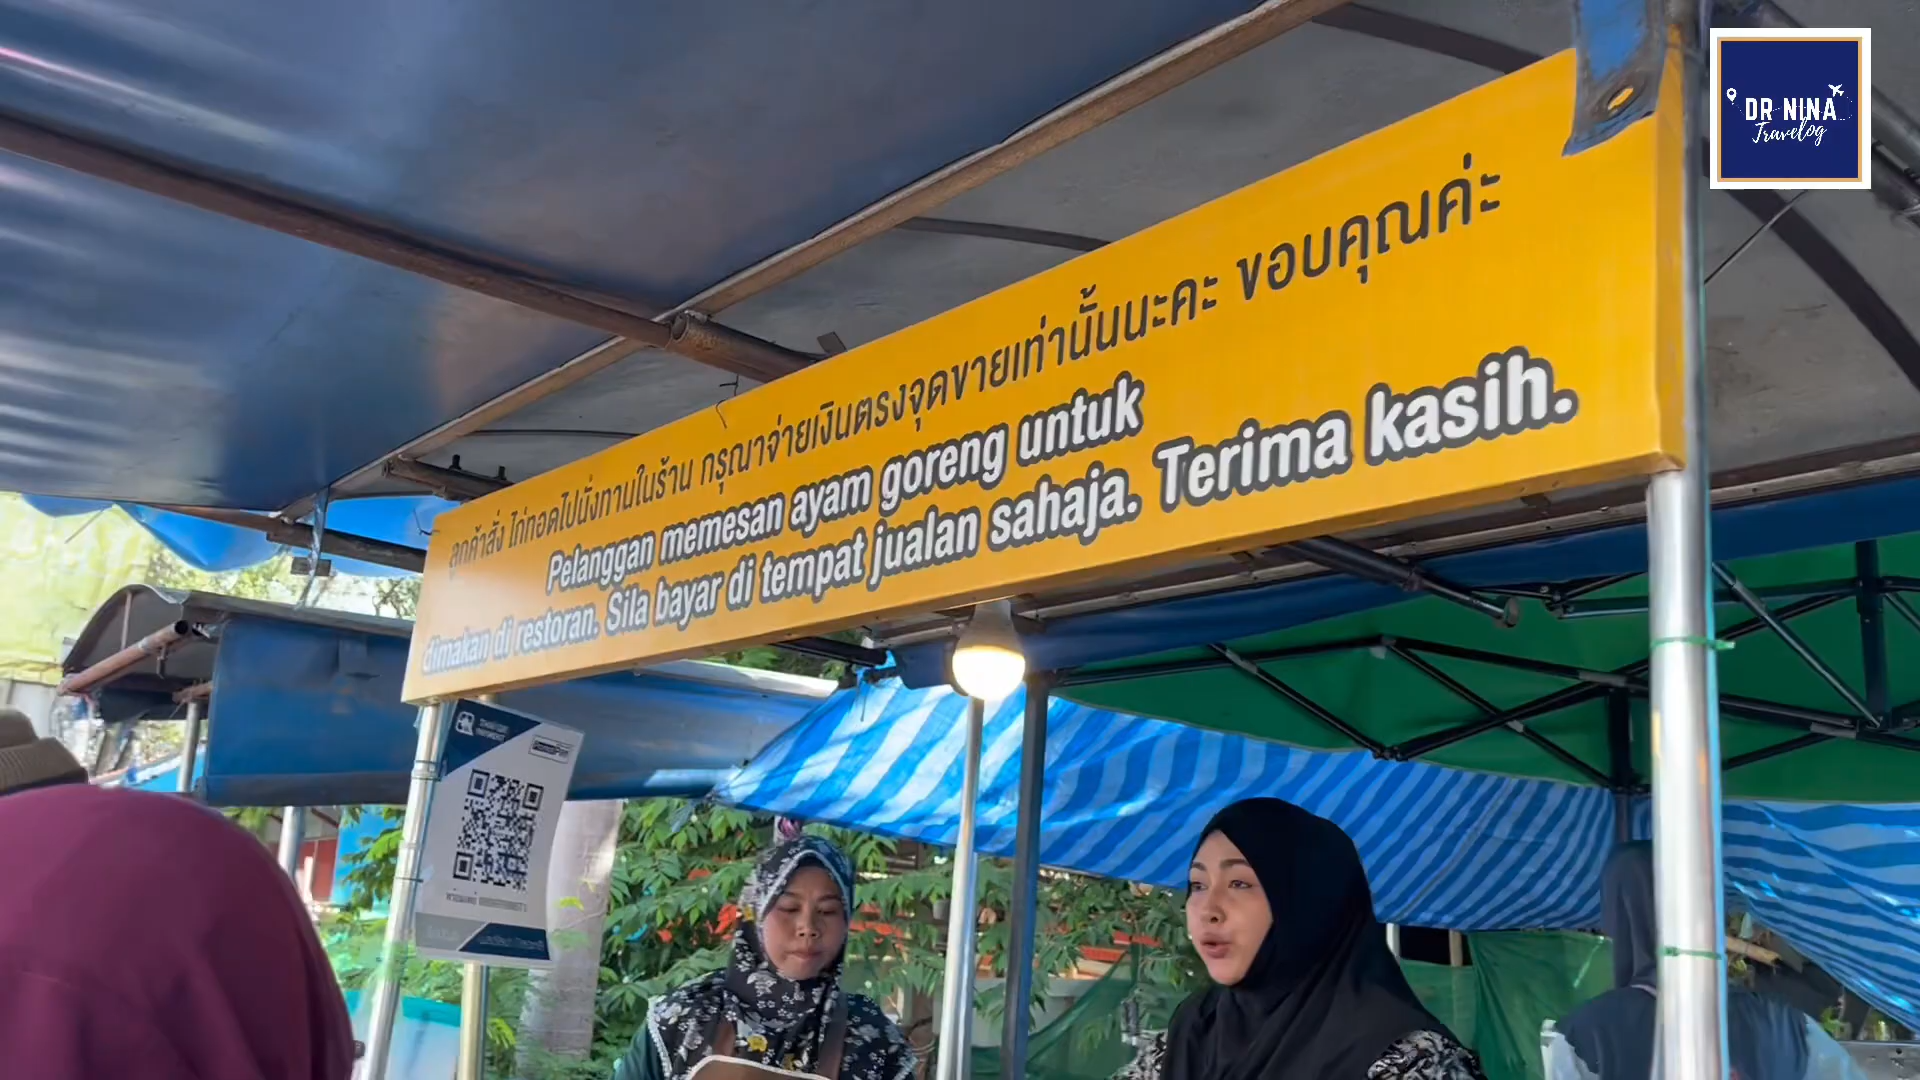 ลูกค้าสั่ง ไก่ทอดไปนั่งทานในร้าน กรุณาจ่ายเงินตรงจุดขายเท่านั้นนะคะ ขอบคุณค่ะ
Pelanggan memesan ayam goreng untuk
dimakan di restoran. Sila bayar di tempat jualan sahaja. Terima kasih.
DR NINA
Travelog
THAI QR
PAYMENT
PromptPay